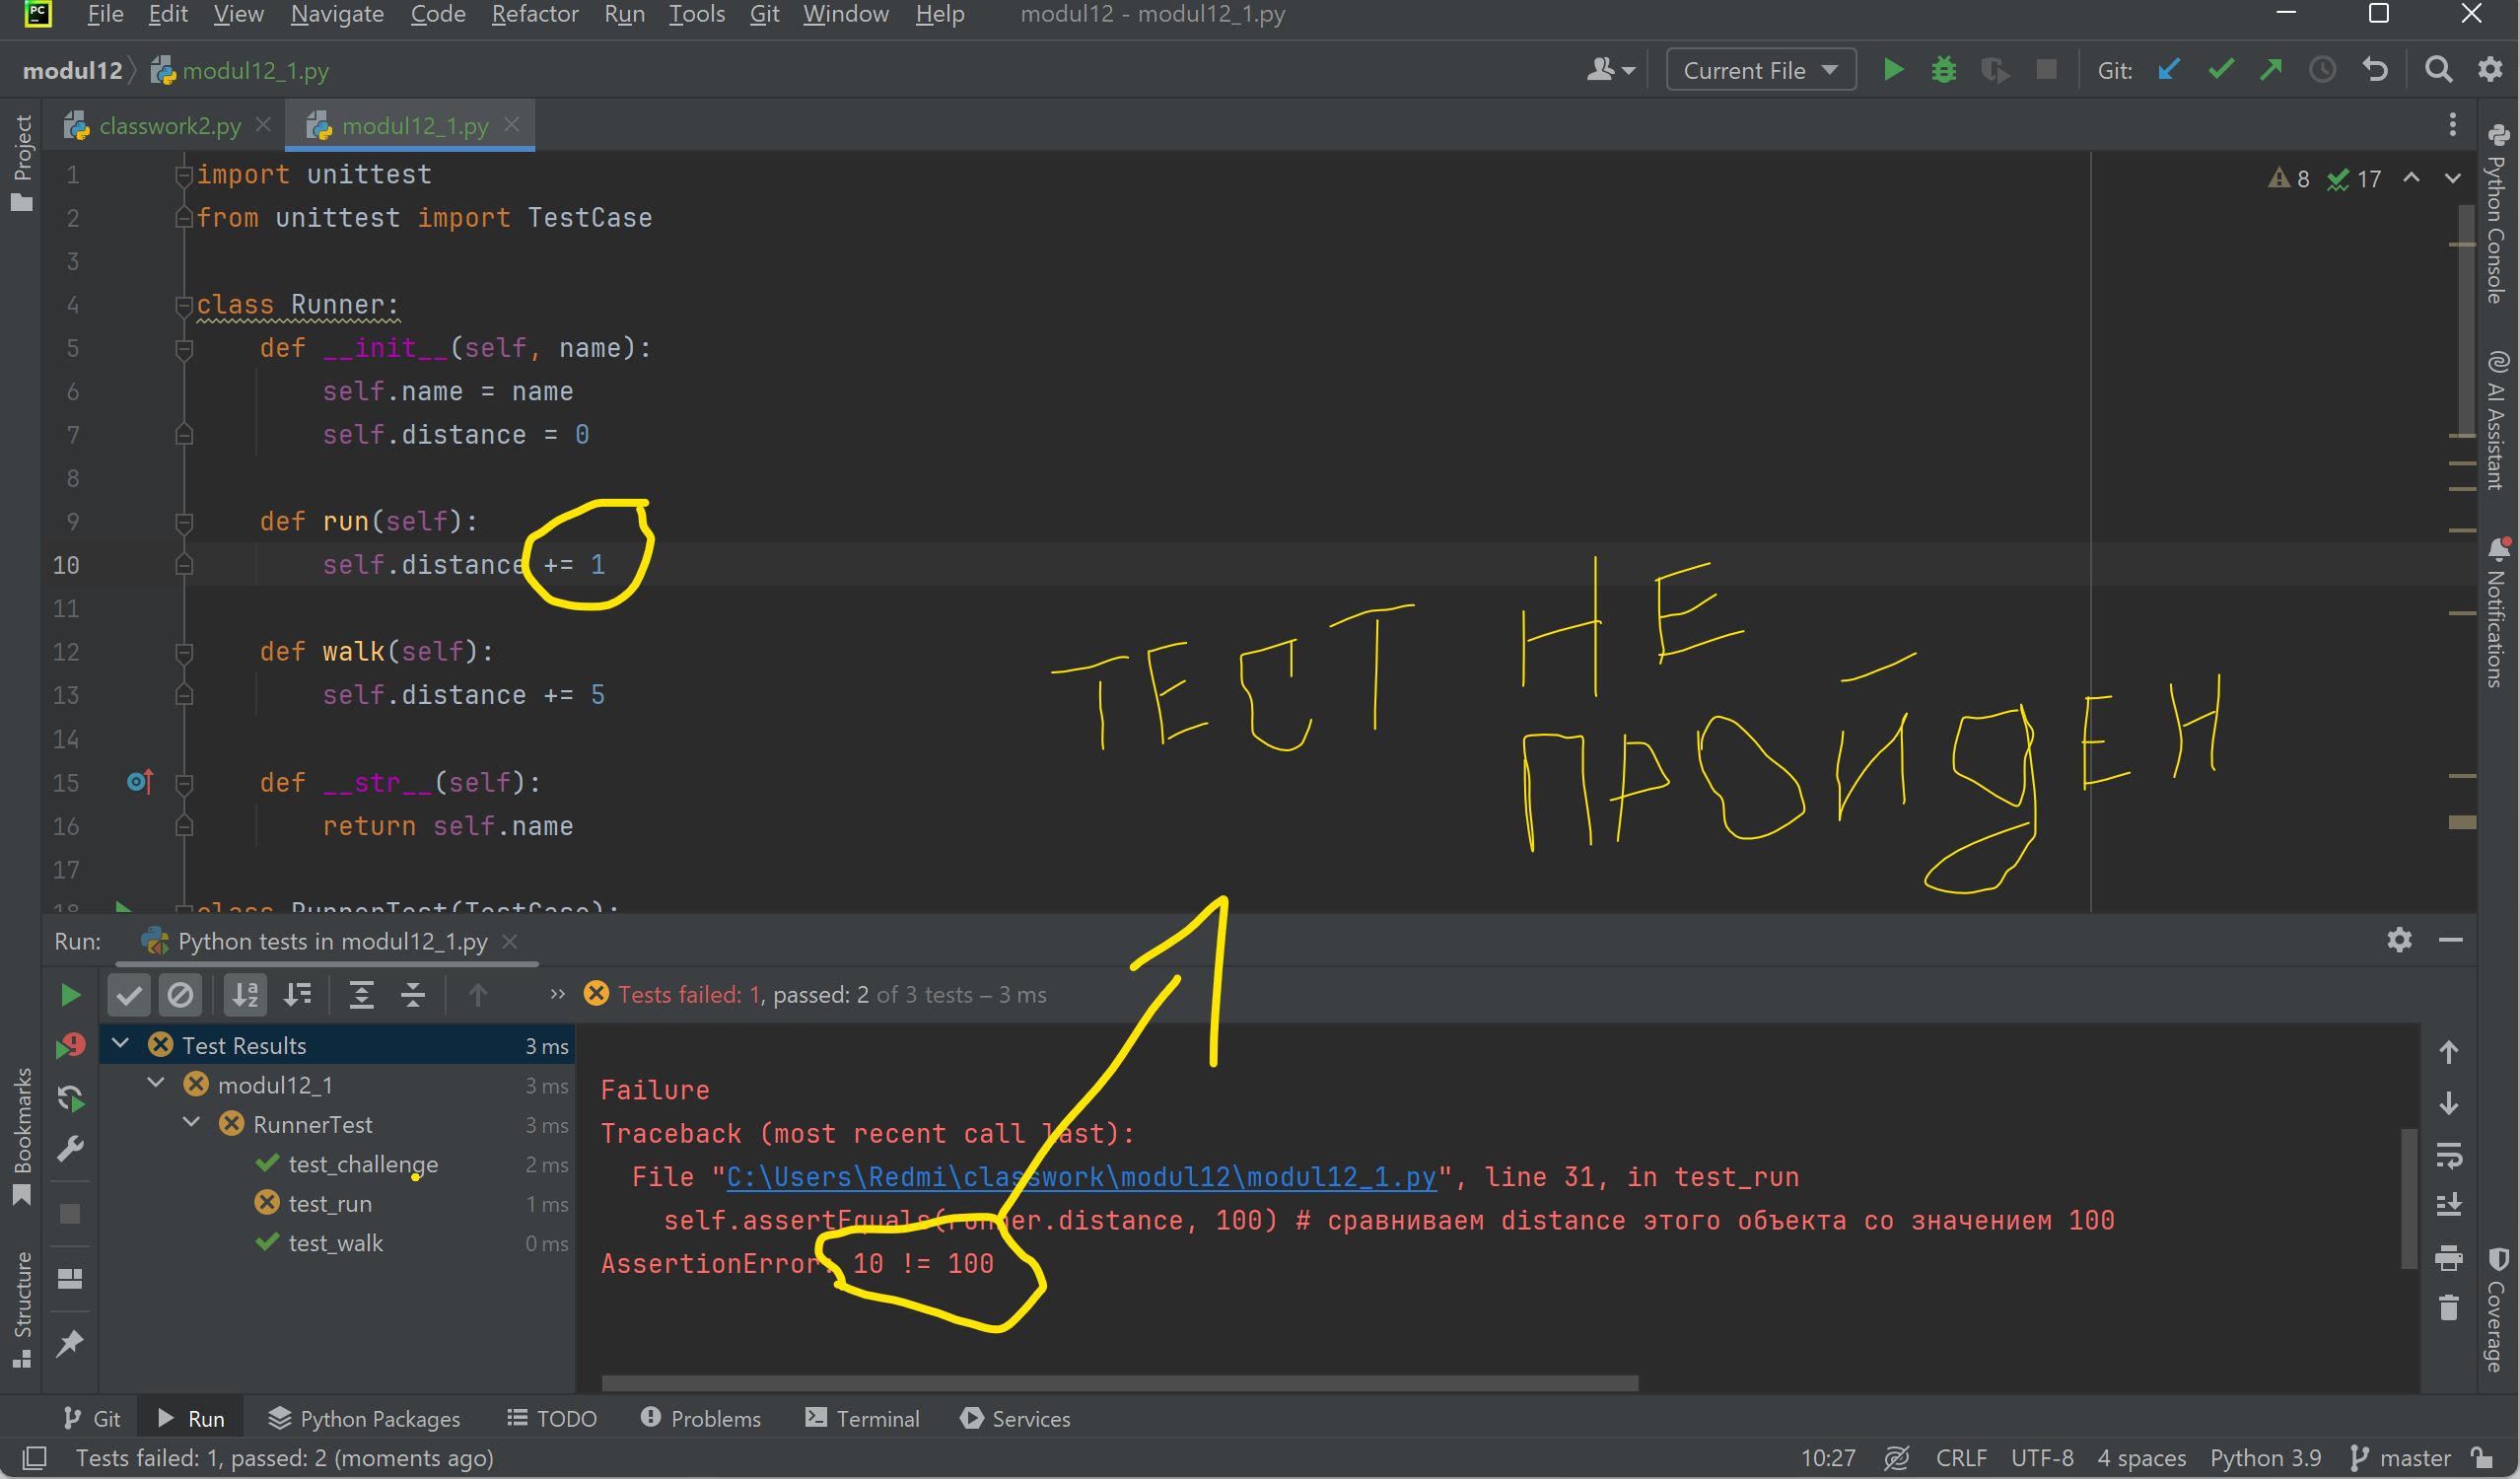 File Edit View Navigate Code Refactor Run Tools Git Window Help modul12 - modul12_1.py
modul12 modul12_1.py Current File Git:
classwork2.py modul12_1.py
8 17
1 import unittest
2 from unittest import TestCase
3
4 class Runner:
5 def __init__(self, name):
6 self.name = name
7 self.distance = 0
8
9 def run(self):
10 self.distance += 1
11
12 def walk(self):
13 self.distance += 5
14
15 def __str__(self):
16 return self.name
17
18 class RunnerTest(TestCase):
ТЕСТ НЕ
ПРОЙДЕН
Project
Bookmarks
Structure
Python Console
AI Assistant
Notifications
Coverage
Run: Python tests in modul12_1.py
Tests failed: 1, passed: 2 of 3 tests – 3 ms
Test Results 3 ms
modul12_1 3 ms
RunnerTest 3 ms
test_challenge 2 ms
test_run 1 ms
test_walk 0 ms
Failure
Traceback (most recent call last):
File "C:\Users\Redmi\classwork\modul12\modul12_1.py", line 31, in test_run
self.assertEquals(runner.distance, 100) # сравниваем distance этого объекта со значением 100
AssertionError: 10 != 100
Git Run Python Packages TODO Problems Terminal Services
Tests failed: 1, passed: 2 (moments ago) 10:27 CRLF UTF-8 4 spaces Python 3.9 master